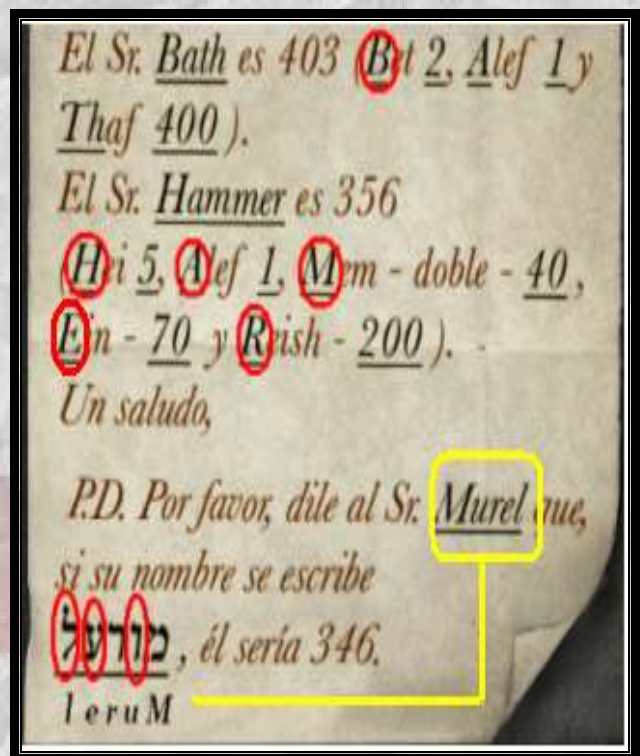 El Sr. Bath es 403 (Bet 2, Alef 1 y
Thaf 400 ).
El Sr. Hammer es 356
(Hei 5, Alef 1, Mem - doble - 40 ,
Ein - 70 y Reish - 200 ).
Un saludo,
P.D. Por favor, dile al Sr. Murel que,
si su nombre se escribe
מורעל , él sería 346.
l e r u M